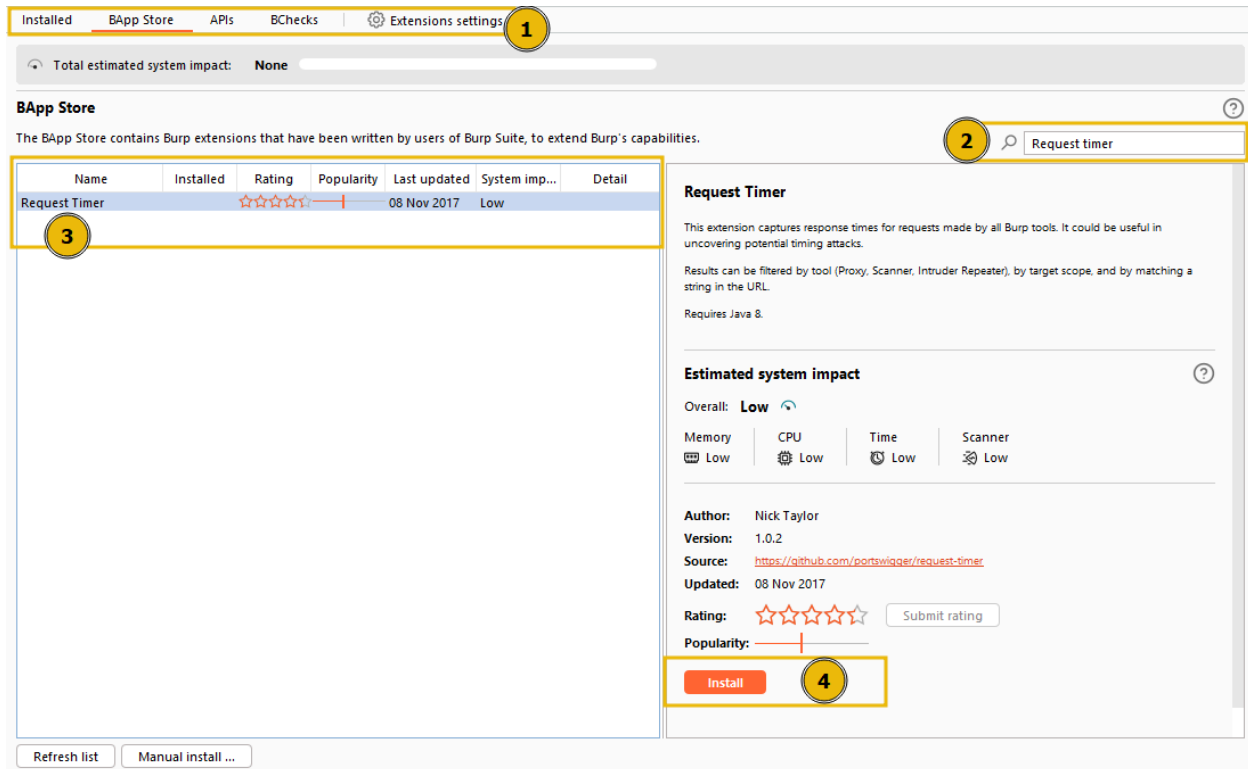 Installed BApp Store APIs BChecks Extensions settings
1
Total estimated system impact: None
BApp Store
The BApp Store contains Burp extensions that have been written by users of Burp Suite, to extend Burp's capabilities.
2 Request timer
Name Installed Rating Popularity Last updated System imp... Detail
Request Timer 08 Nov 2017 Low
3
Request Timer
This extension captures response times for requests made by all Burp tools. It could be useful in
uncovering potential timing attacks.
Results can be filtered by tool (Proxy, Scanner, Intruder Repeater), by target scope, and by matching a
string in the URL.
Requires Java 8.
Estimated system impact
Overall: Low
Memory CPU Time Scanner
Low Low Low Low
Author: Nick Taylor
Version: 1.0.2
Source: https://github.com/portswigger/request-timer
Updated: 08 Nov 2017
Rating: Submit rating
Popularity:
Install 4
Refresh list Manual install ...